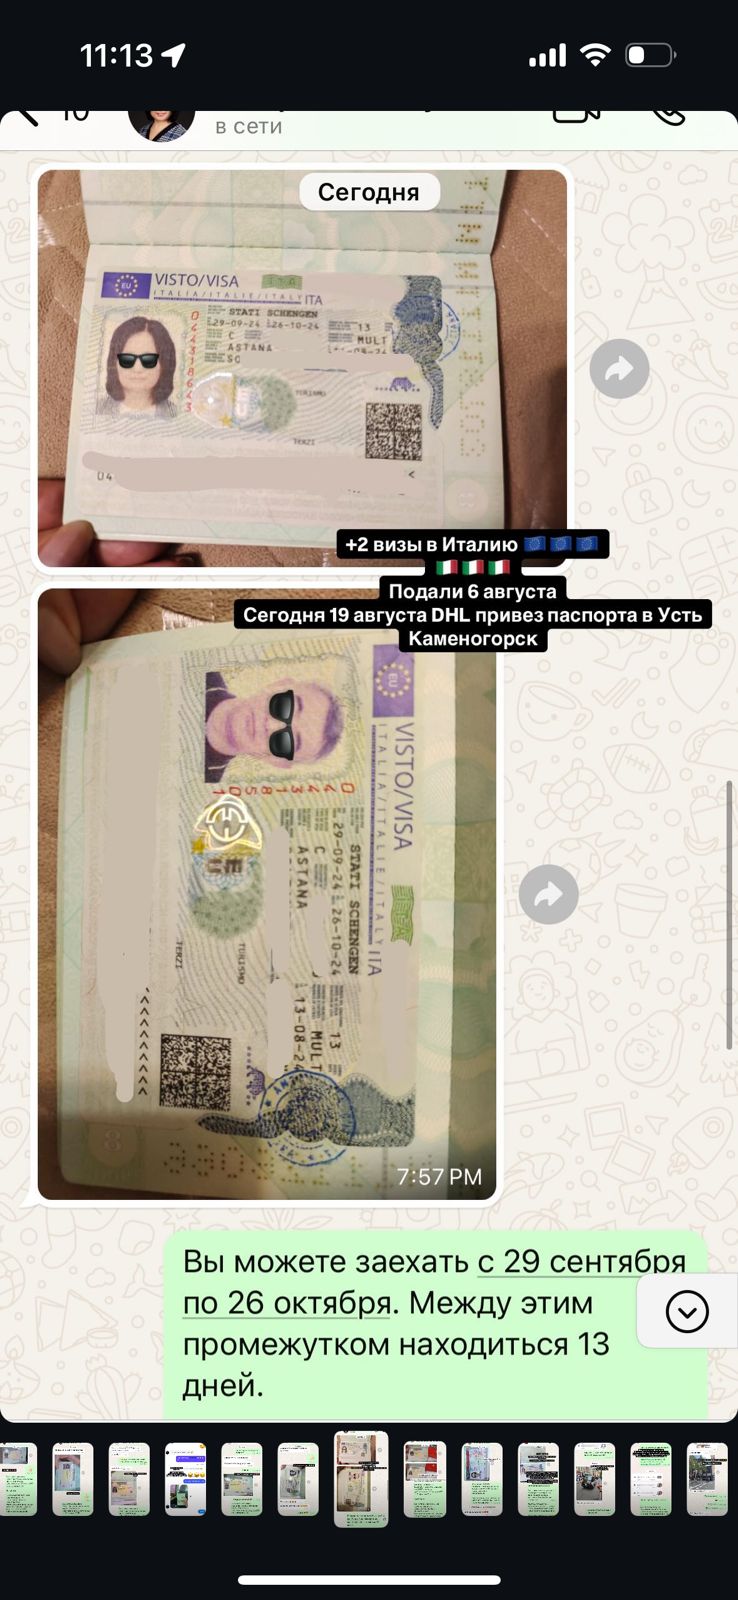 11:13
10
в сети
Сегодня
VISTO/VISA
ITA
ITALIA/ITALIE/ITALY ITA
STATI SCHENGEN
29-09-24 26-10-24
13
C
MULT
ASTANA
TURISMO
TERZI
04
<
+2 визы в Италию 🇪🇺🇪🇺🇪🇺
🇮🇹🇮🇹🇮🇹
Подали 6 августа
Сегодня 19 августа DHL привез паспорта в Усть
Каменогорск
VISTO/VISA
ITALIA/ITALIE/ITALY ITA
STATI SCHENGEN
29-09-24 26-10-24
13
C
MULT
ASTANA
13-08-2
TURISMO
TERZI
<<<<<<<<<
7:57 PM
Вы можете заехать с 29 сентября
по 26 октября. Между этим
промежутком находиться 13
дней.